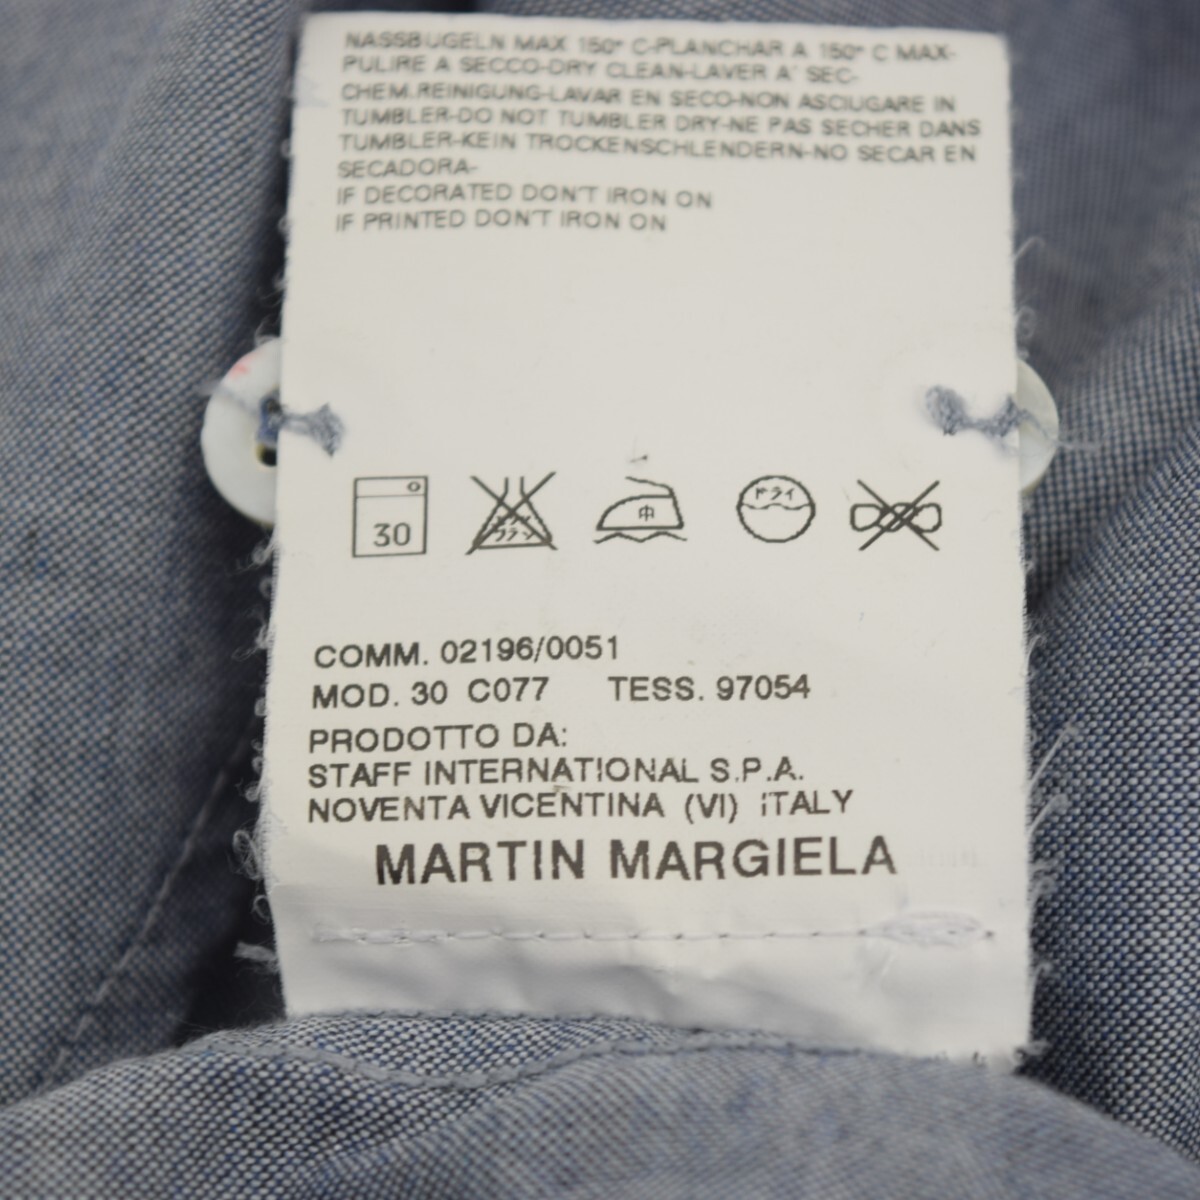 NASSBUGELN MAX 150° C-PLANCHAR A 150° C MAX-
PULIRE A SECCO-DRY CLEAN-LAVER A' SEC-
CHEM.REINIGUNG-LAVAR EN SECO-NON ASCIUGARE IN
TUMBLER-DO NOT TUMBLER DRY-NE PAS SECHER DANS
TUMBLER-KEIN TROCKENSCHLENDERN-NO SECAR EN
SECADORA-
IF DECORATED DON'T IRON ON
IF PRINTED DON'T IRON ON
30 中 ドライ
COMM. 02196/0051
MOD. 30 C077 TESS. 97054
PRODOTTO DA:
STAFF INTERNATIONAL S.P.A.
NOVENTA VICENTINA (VI) ITALY
MARTIN MARGIELA